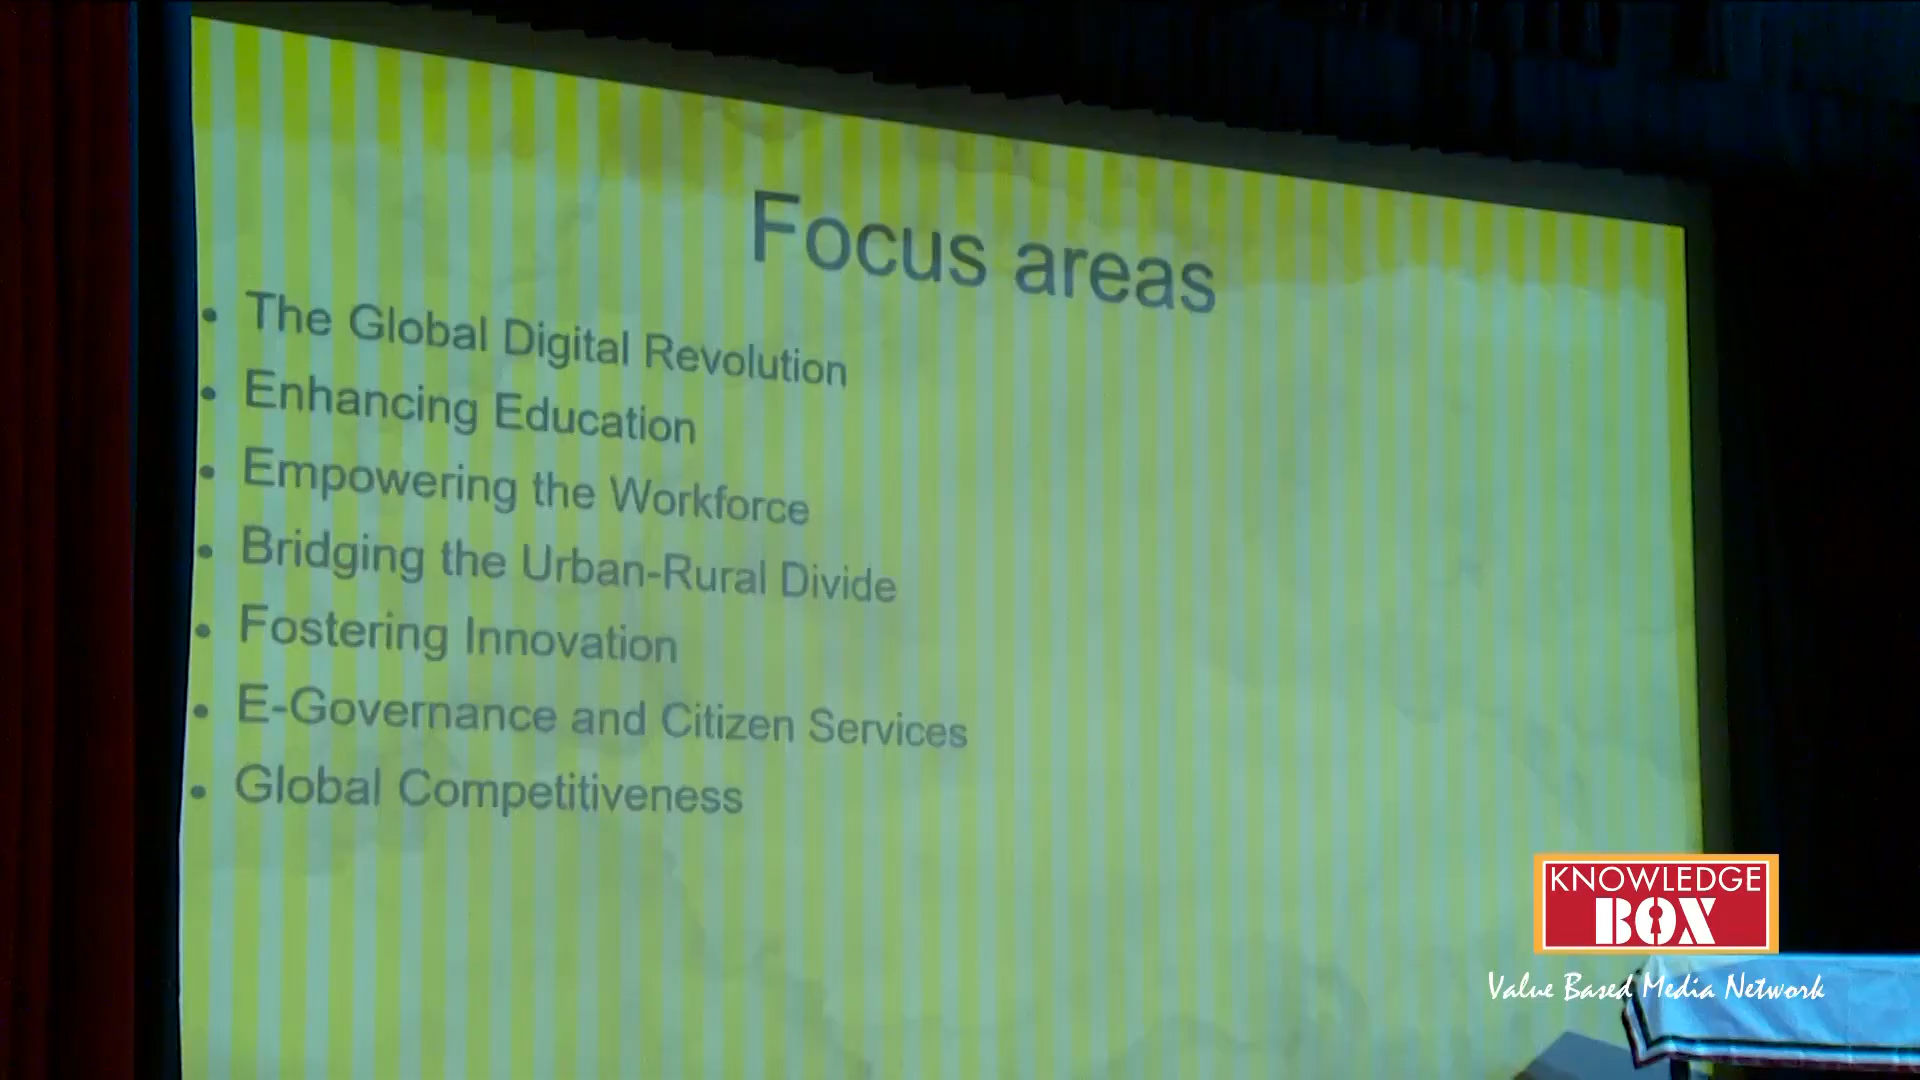 Focus areas
• The Global Digital Revolution
• Enhancing Education
• Empowering the Workforce
• Bridging the Urban-Rural Divide
• Fostering Innovation
• E-Governance and Citizen Services
• Global Competitiveness
KNOWLEDGE
BOX
Value Based Media Network